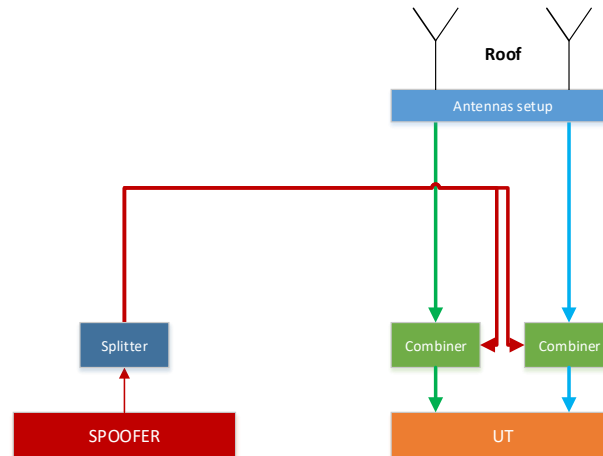 Roof
Antennas setup
Splitter
Combiner
Combiner
SPOOFER
UT